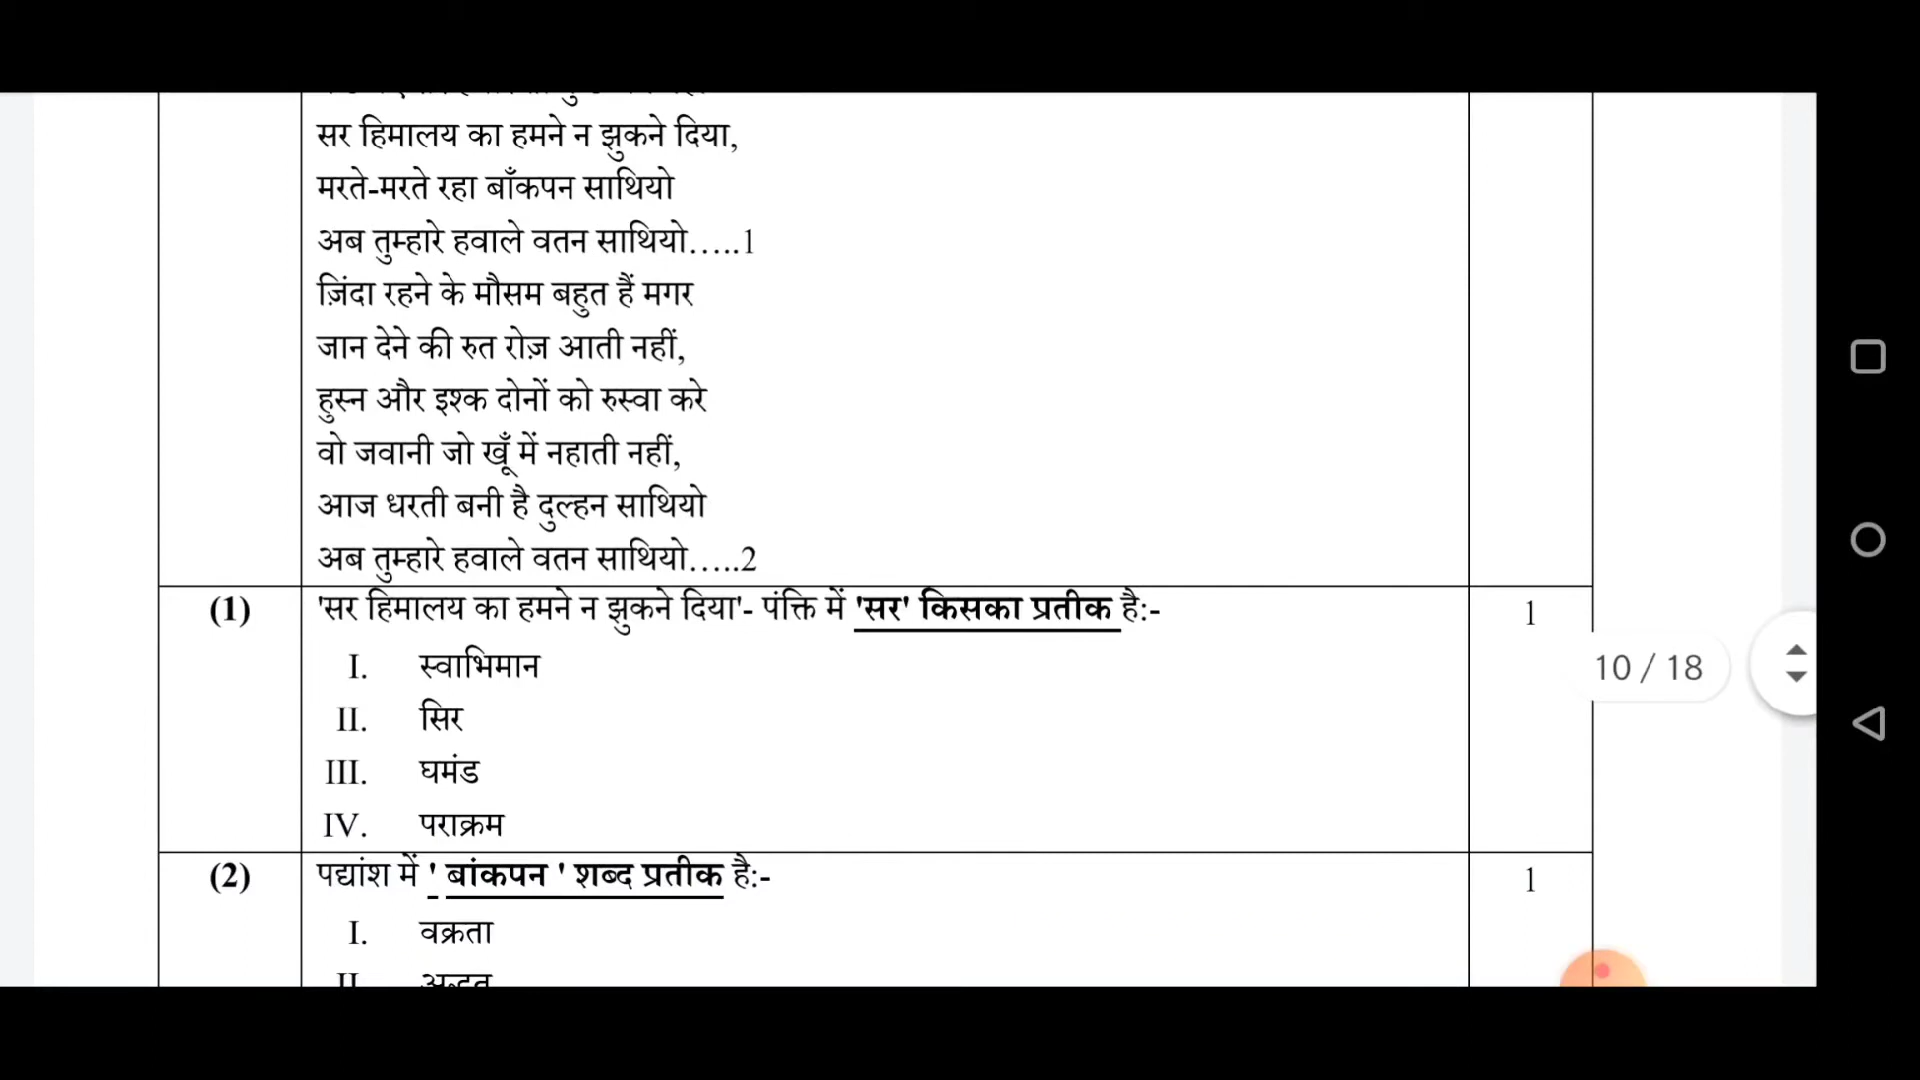 सर हिमालय का हमने न झुकने दिया,
मरते-मरते रहा बाँकपन साथियो
अब तुम्हारे हवाले वतन साथियो…..1
ज़िंदा रहने के मौसम बहुत हैं मगर
जान देने की रुत रोज़ आती नहीं,
हुस्न और इश्क दोनों को रुस्वा करे
वो जवानी जो खूँ में नहाती नहीं,
आज धरती बनी है दुल्हन साथियो
अब तुम्हारे हवाले वतन साथियो…..2
(1) 'सर हिमालय का हमने न झुकने दिया'- पंक्ति में 'सर' किसका प्रतीक है:- 1
I. स्वाभिमान
10 / 18
II. सिर
III. घमंड
IV. पराक्रम
(2) पद्यांश में ' बांकपन ' शब्द प्रतीक है:- 1
I. वक्रता
II